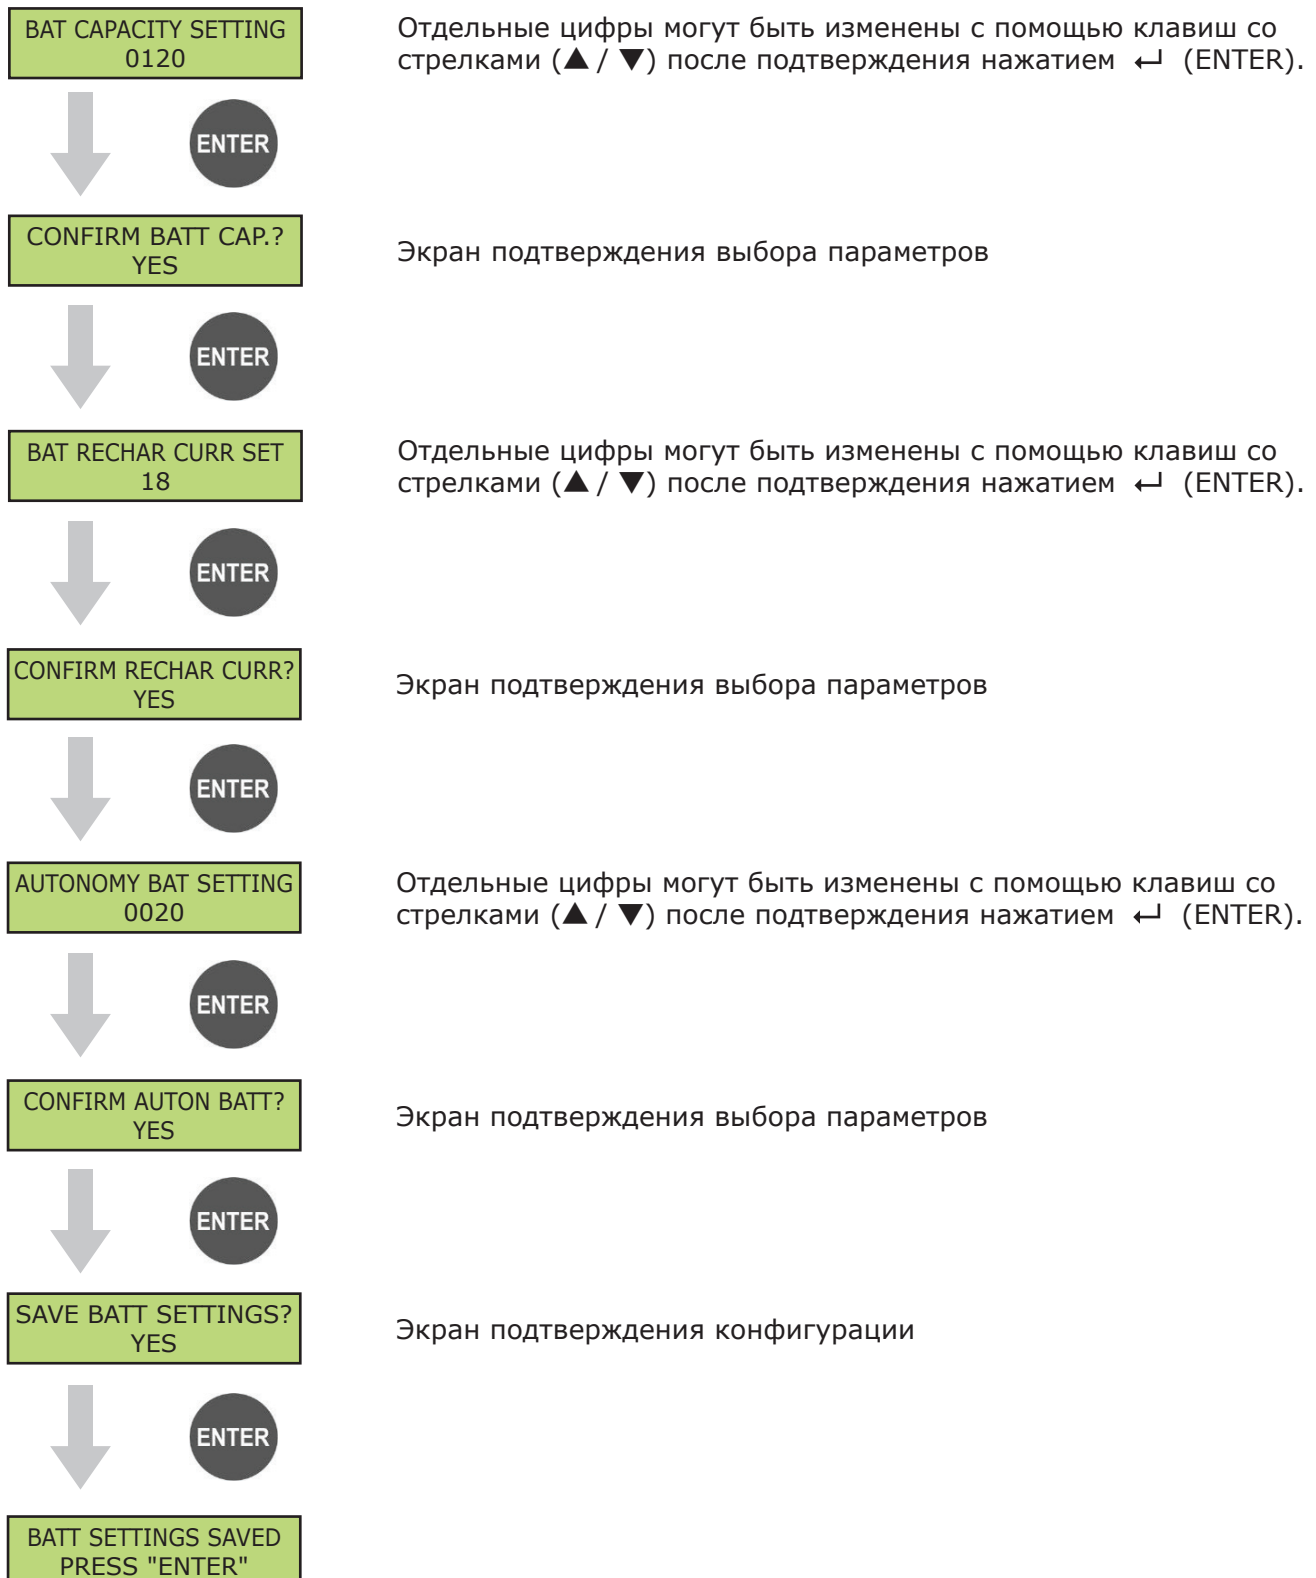 BAT CAPACITY SETTING
0120
Отдельные цифры могут быть изменены с помощью клавиш со
стрелками (▲ / ▼) после подтверждения нажатием ↵ (ENTER).
ENTER
CONFIRM BATT CAP.?
YES
Экран подтверждения выбора параметров
ENTER
BAT RECHAR CURR SET
18
Отдельные цифры могут быть изменены с помощью клавиш со
стрелками (▲ / ▼) после подтверждения нажатием ↵ (ENTER).
ENTER
CONFIRM RECHAR CURR?
YES
Экран подтверждения выбора параметров
ENTER
AUTONOMY BAT SETTING
0020
Отдельные цифры могут быть изменены с помощью клавиш со
стрелками (▲ / ▼) после подтверждения нажатием ↵ (ENTER).
ENTER
CONFIRM AUTON BATT?
YES
Экран подтверждения выбора параметров
ENTER
SAVE BATT SETTINGS?
YES
Экран подтверждения конфигурации
ENTER
BATT SETTINGS SAVED
PRESS "ENTER"